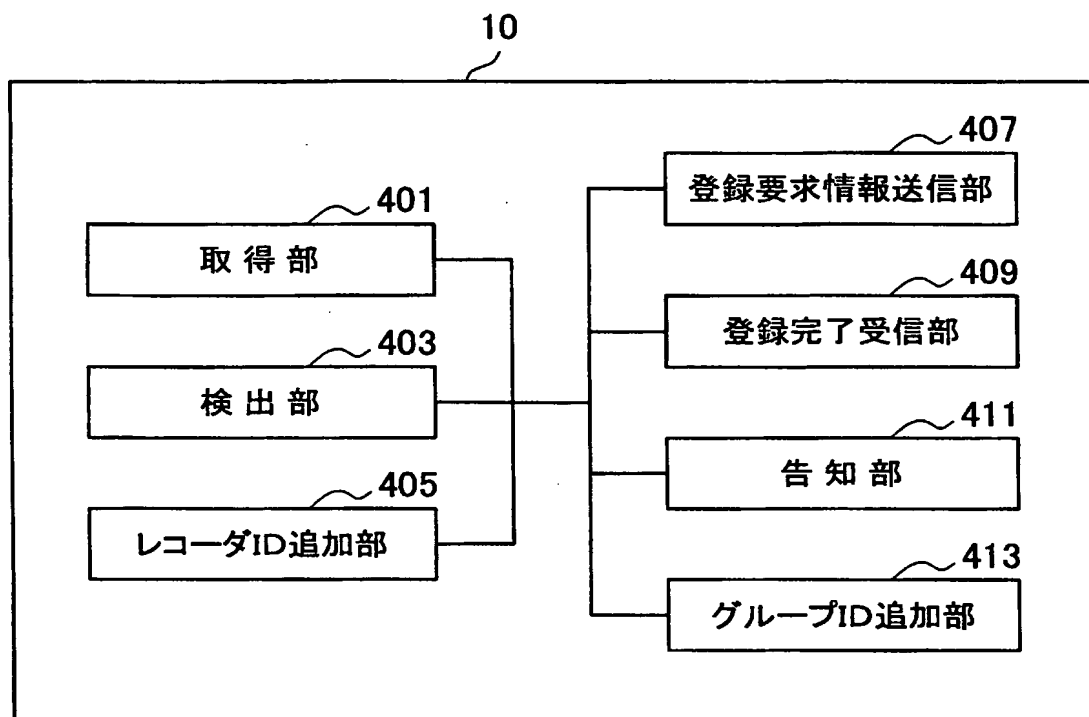 10
401
取得部
403
検出部
405
レコーダID追加部
407
登録要求情報送信部
409
登録完了受信部
411
告知部
413
グループID追加部